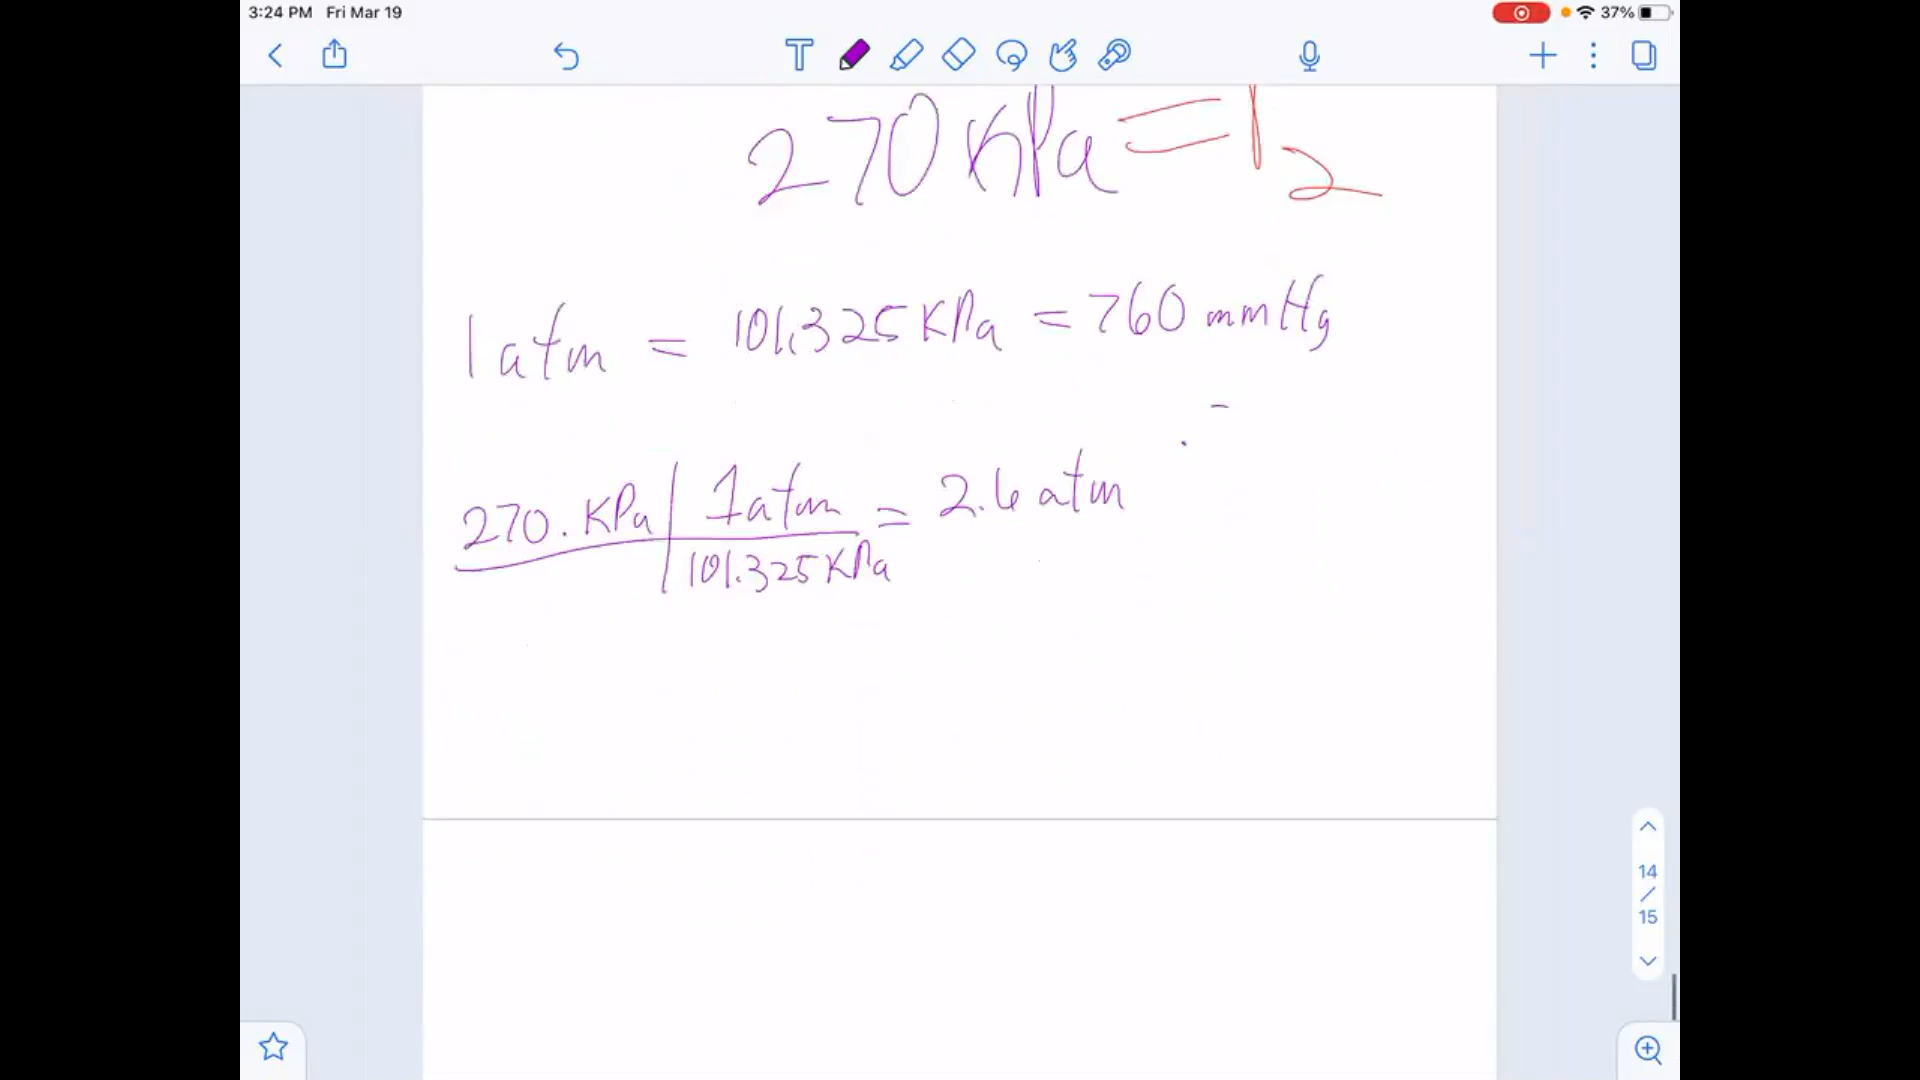 3:24 PM Fri Mar 19
37%
T
270 KPa = P2
1 atm = 101.325 KPa = 760 mmHg
270. KPa | 1 atm = 2.6 atm
101.325 KPa
14
/
15